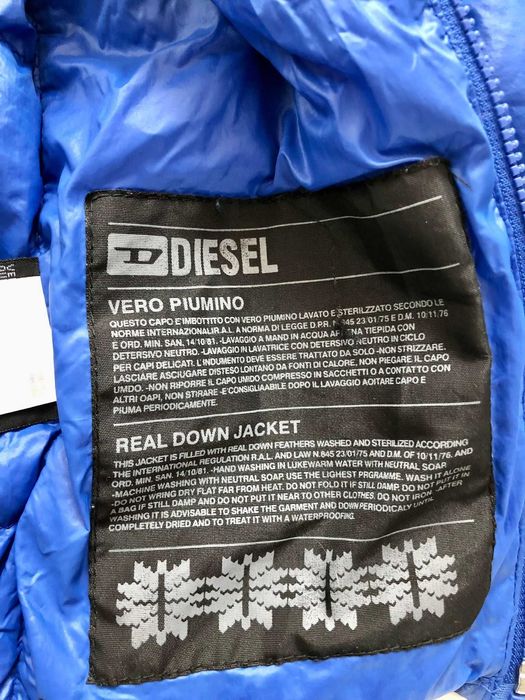 DIESEL
VERO PIUMINO
QUESTO CAPO È IMBOTTITO CON VERO PIUMINO LAVATO E STERILZZATO SECONDO LE
NORME INTERNAZIONALIR.A.L. A NORMA DI LEGGE D.P.R. N.845 23/01/75 E D.M. 10/11.76
E ORD. MIN. SAN. 14/10/81. -LAVAGGIO A MANO IN ACQUA TIEPIDA CON
DETERSIVO NEUTRO. -LAVAGGIO IN LAVATRICE CON DETERSIVO NEUTRO IN CICLO
PER CAPI DELICATI. L'INDUMENTO DEVE ESSERE TRATTATO DA SOLO -NON STRIZZARE.
LASCIARE ASCIUGARE DISTESO LONTANO DA FONTI DI CALORE. NON PIEGARE IL CAPO
UMIDO. -NON RIPORRE IL CAPO UMIDO COMPRESSO IN SACCHETTI O A CONTATTO CON
ALTRI OAPI, NON STIRARE -E'CONSIGLIABILE DOPO IL LAVAGGIO AOITARE CAPO E
PIUMA PERIODICAMENTE.
REAL DOWN JACKET
THIS JACKET IS FILLED WITH REAL DOWN FEATHERS WASHED AND STERILIZED ACCORDING
THE INTERNATIONAL REGULATION R.A.L. AND LAW N.845 23/01/75 AND D.M. OF 10/11.76. AND
ORD. MIN SAN. 14/10/81. -HAND WASHING IN LUKEWARM WATER WITH NEUTRAL SOAP.
-MACHINE WASHING WITH NEUTRAL SOAP. USE THE LIGHEST PRGRAMME. WASH IT ALONE
-DO NOT WRING DRY FLAT FAR FROM HEAT. DO NOT FOLD IT IF STILL DAMP. DO NOT PUT IT IN
A BAG IF STILL DAMP AND DO NOT PUT IT NEAR TO OTHER CLOTHES. DO NOT IRON. -AFTER
WASHING IT IS ADVISABLE TO SHAKE THE GARMENT AND DOWN PERIODICALY UNTIL
COMPLETELY DRIED AND TO TREAT IT WITH A WATERPROOFING.